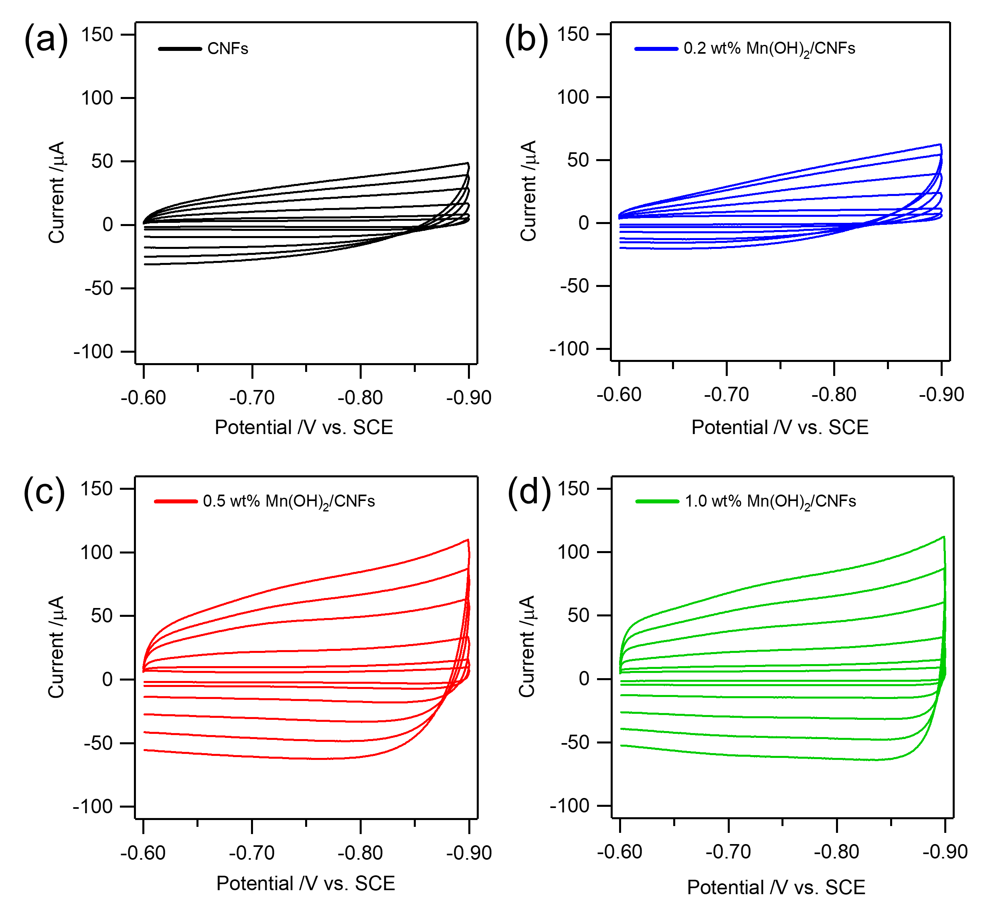 (a)
CNFs
150
100
50
0
-50
-100
Current /μA
-0.60 -0.70 -0.80 -0.90
Potential /V vs. SCE
(b)
0.2 wt% Mn(OH)2/CNFs
150
100
50
0
-50
-100
Current /μA
-0.60 -0.70 -0.80 -0.90
Potential /V vs. SCE
(c)
0.5 wt% Mn(OH)2/CNFs
150
100
50
0
-50
-100
Current /μA
-0.60 -0.70 -0.80 -0.90
Potential /V vs. SCE
(d)
1.0 wt% Mn(OH)2/CNFs
150
100
50
0
-50
-100
Current /μA
-0.60 -0.70 -0.80 -0.90
Potential /V vs. SCE